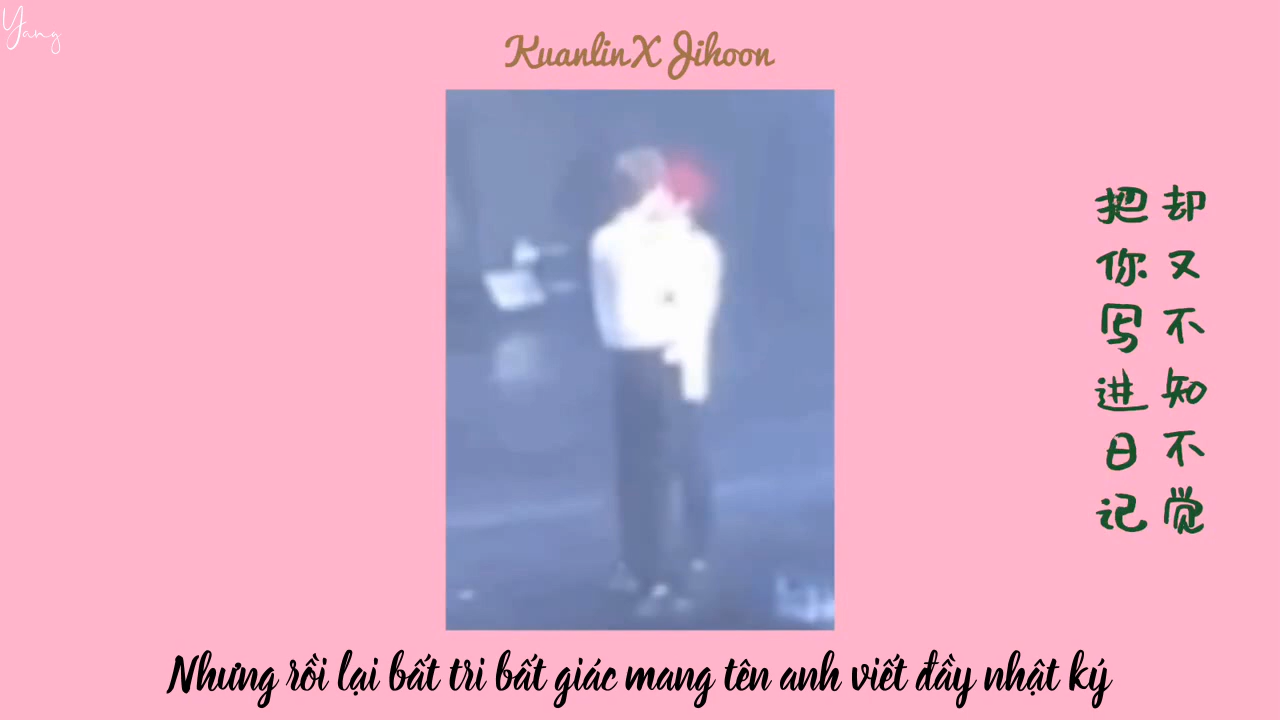 Yang
KuanlinX Jihoon
却又不知不觉
把你写进日记
Nhưng rồi lại bất tri bất giác mang tên anh viết đầy nhật ký